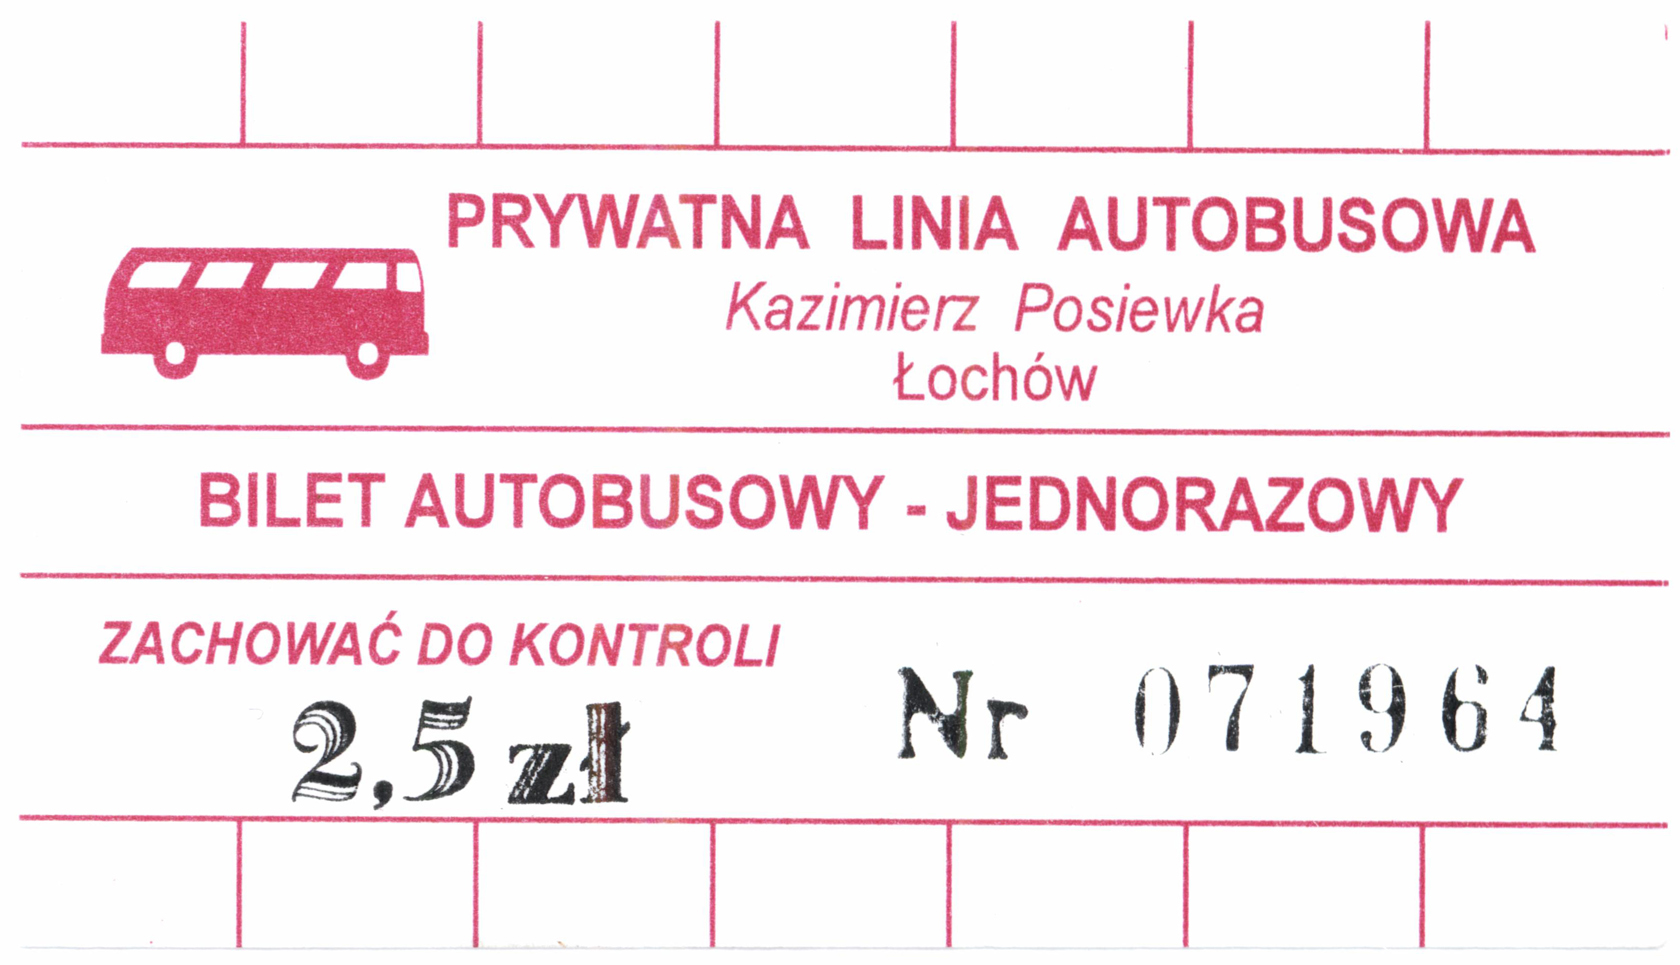 PRYWATNA LINIA AUTOBUSOWA
Kazimierz Posiewka
Łochów
BILET AUTOBUSOWY - JEDNORAZOWY
ZACHOWAĆ DO KONTROLI
2,5 zł Nr 071964